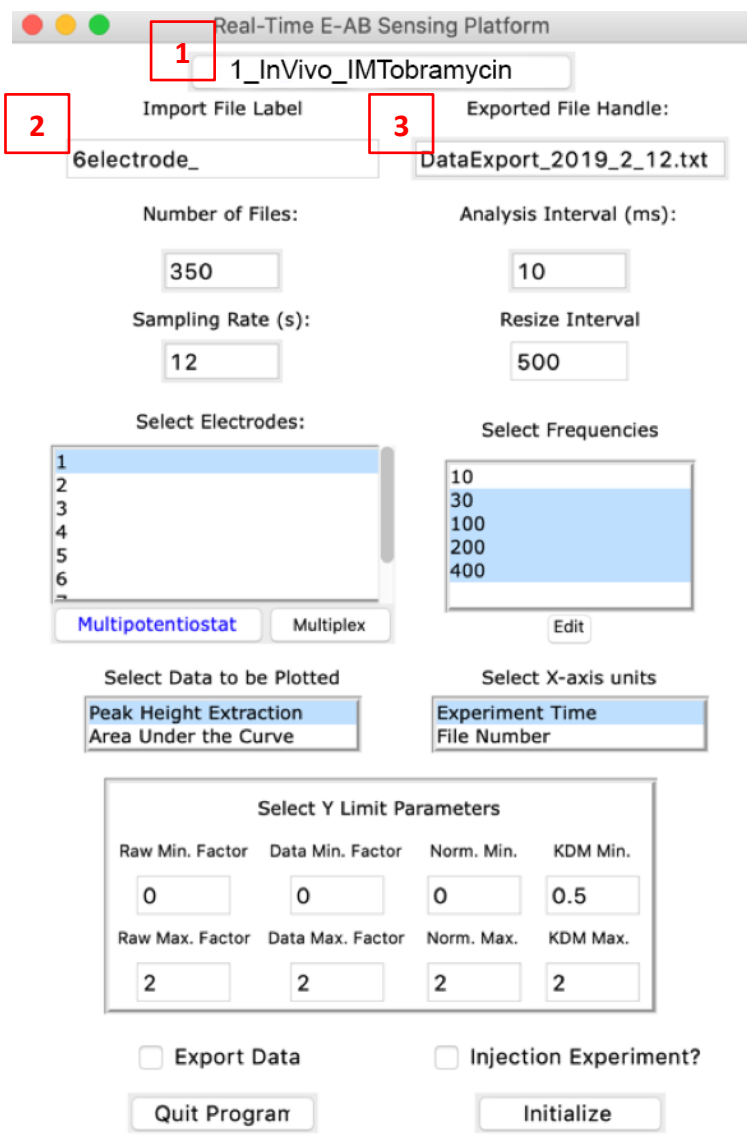 Real-Time E-AB Sensing Platform
1
1_InVivo_IMTobramycin
Import File Label
Exported File Handle:
2
3
6electrode_
DataExport_2019_2_12.txt
Number of Files:
Analysis Interval (ms):
350
10
Sampling Rate (s):
Resize Interval
12
500
Select Electrodes:
Select Frequencies
1
2
3
4
5
6
10
30
100
200
400
Multipotentiostat
Multiplex
Edit
Select Data to be Plotted
Select X-axis units
Peak Height Extraction
Area Under the Curve
Experiment Time
File Number
Select Y Limit Parameters
Raw Min. Factor Data Min. Factor Norm. Min. KDM Min.
0 0 0 0.5
Raw Max. Factor Data Max. Factor Norm. Max. KDM Max.
2 2 2 2
Export Data
Injection Experiment?
Quit Program
Initialize